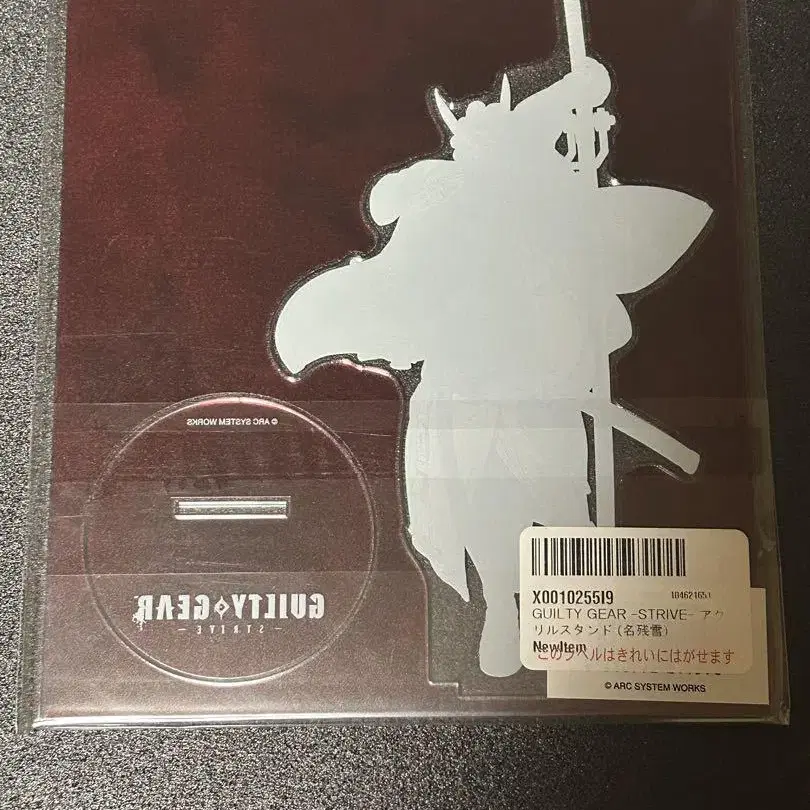 © ARC SYSTEM WORKS
GUILTY GEAR
STRIVE
X0010255I9
GUILTY GEAR -STRIVE- アク
リルスタンド (名残雪)
NewItem
このラベルはきれいにはがせます
© ARC SYSTEM WORKS